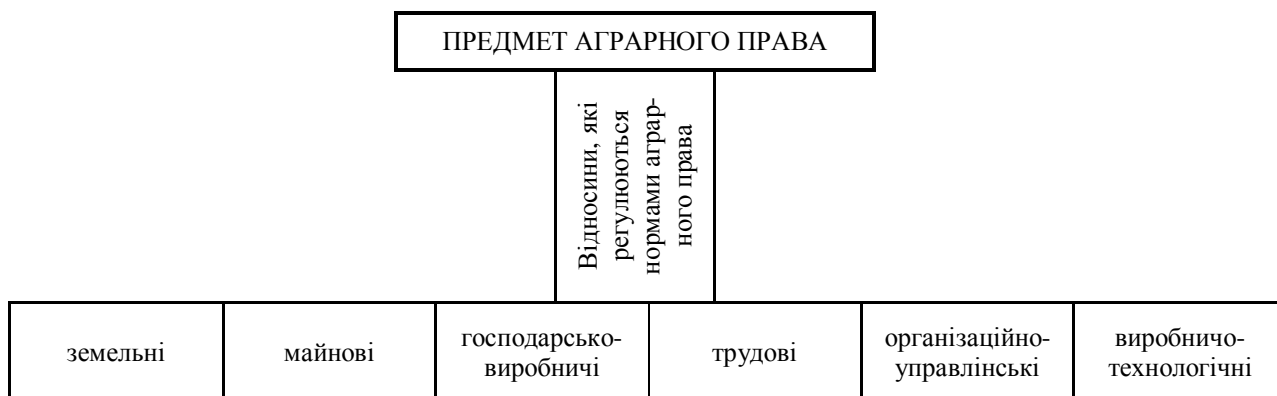 ПРЕДМЕТ АГРАРНОГО ПРАВА
Відносини, які
регулюються
нормами аграр-
ного права
земельні
майнові
господарсько-
виробничі
трудові
організаційно-
управлінські
виробничо-
технологічні